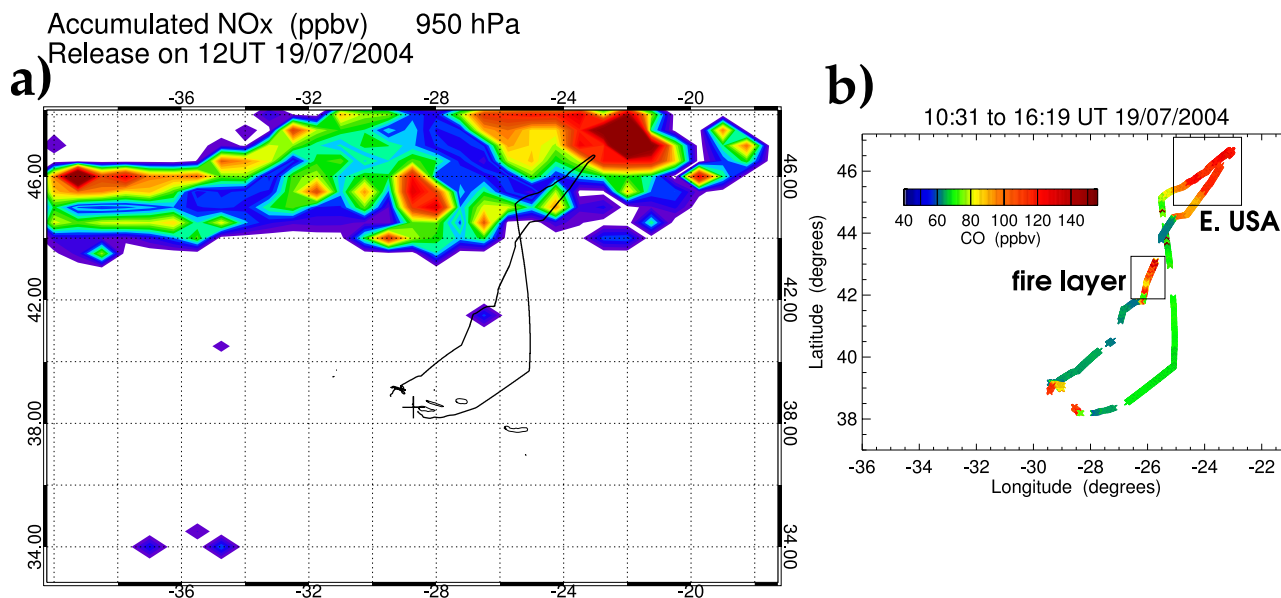 Accumulated NOx (ppbv) 950 hPa
Release on 12UT 19/07/2004
a)
-36 -32 -28 -24 -20
46.00 42.00 38.00 34.00
46.00 42.00 38.00 34.00
-36 -32 -28 -24 -20
b)
10:31 to 16:19 UT 19/07/2004
46
44
42
40
38
Latitude (degrees)
40 60 80 100 120 140
CO (ppbv)
E. USA
fire layer
-36 -34 -32 -30 -28 -26 -24 -22
Longitude (degrees)